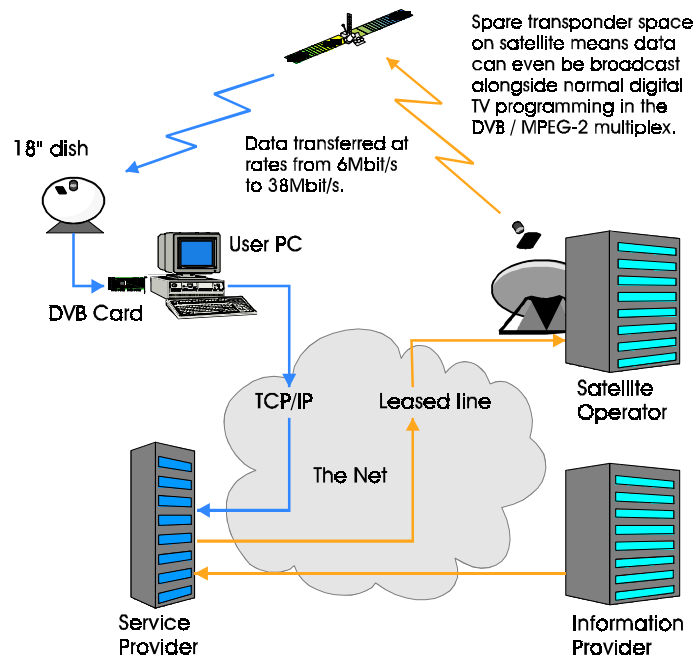 Spare transponder space
on satellite means data
can even be broadcast
alongside normal digital
TV programming in the
DVB / MPEG-2 multiplex.
Data transferred at
rates from 6Mbit/s
to 38Mbit/s.
18" dish
User PC
DVB Card
TCP/IP
Leased line
Satellite
Operator
The Net
Service
Provider
Information
Provider